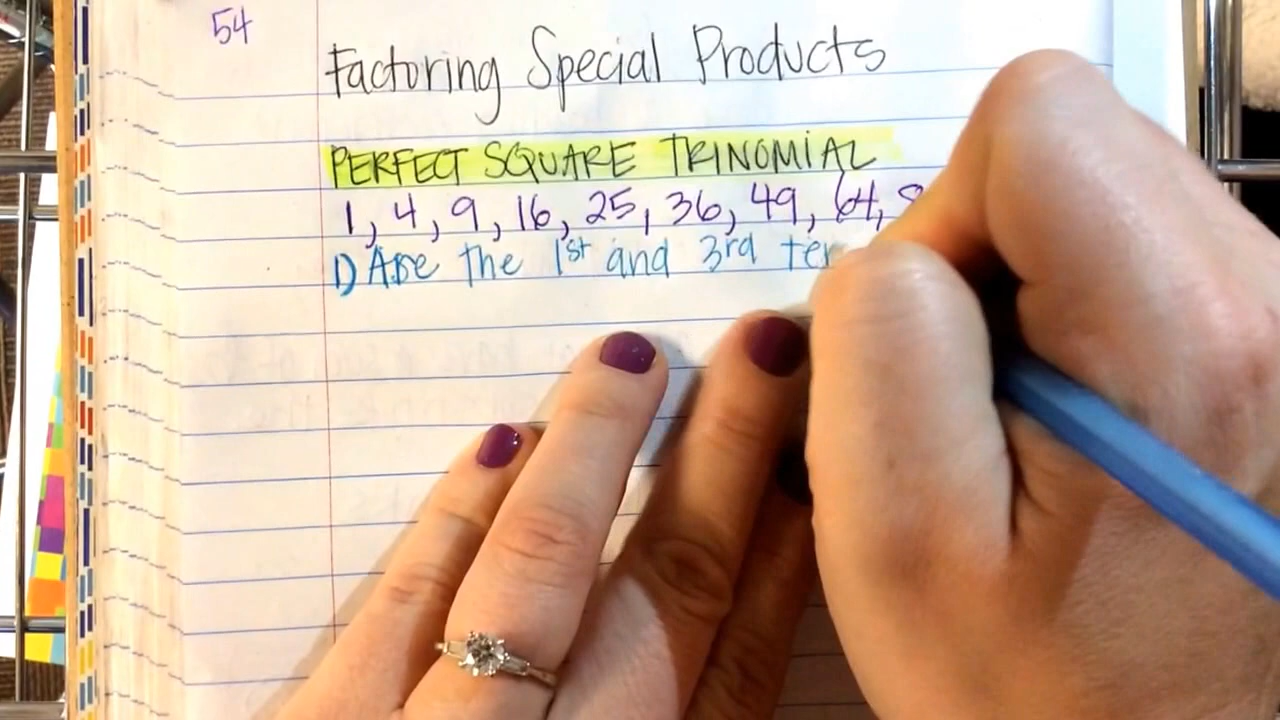 54
Factoring Special Products
PERFECT SQUARE TRINOMIAL
1, 4, 9, 16, 25, 36, 49, 64,
1) Are the 1st and 3rd